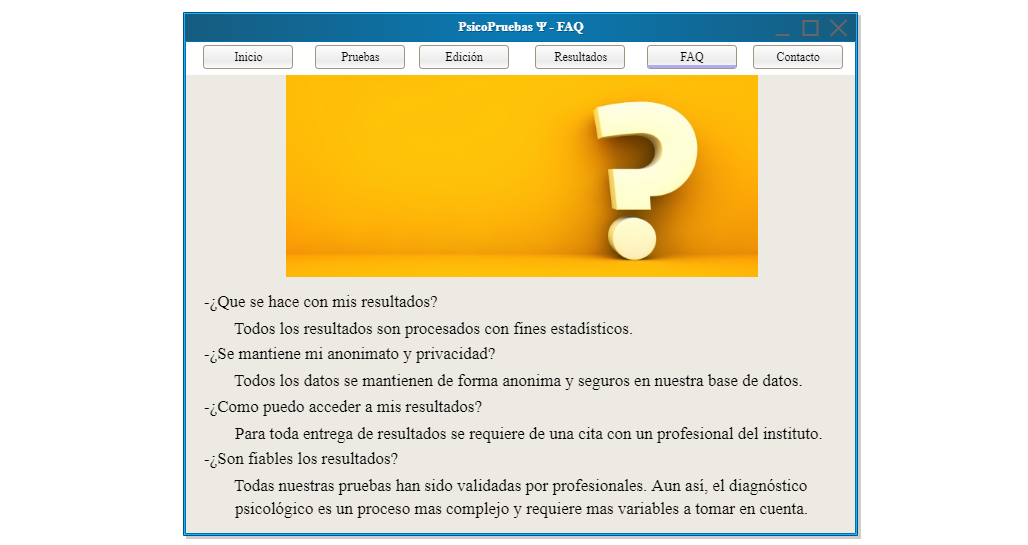 PsicoPruebas Ψ - FAQ
Inicio Pruebas Edición Resultados FAQ Contacto
-¿Que se hace con mis resultados?
Todos los resultados son procesados con fines estadísticos.
-¿Se mantiene mi anonimato y privacidad?
Todos los datos se mantienen de forma anonima y seguros en nuestra base de datos.
-¿Como puedo acceder a mis resultados?
Para toda entrega de resultados se requiere de una cita con un profesional del instituto.
-¿Son fiables los resultados?
Todas nuestras pruebas han sido validadas por profesionales. Aun así, el diagnóstico
psicológico es un proceso mas complejo y requiere mas variables a tomar en cuenta.